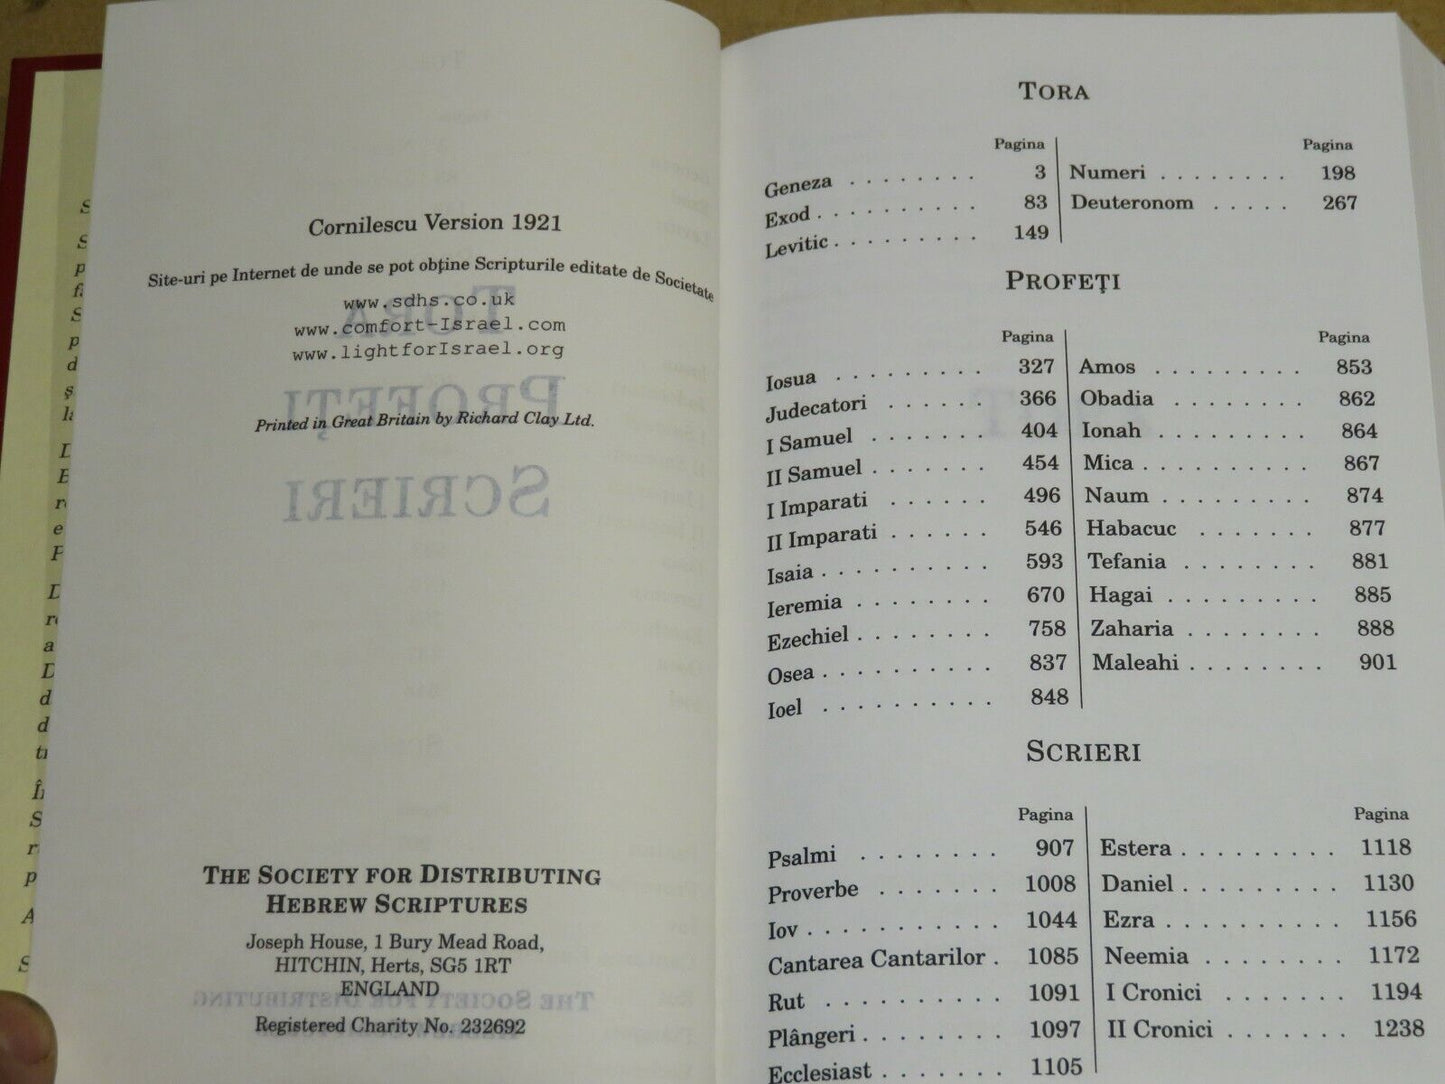 Cornilescu Version 1921
Site-uri pe Internet de unde se pot obţine Scripturile editate de Societate
www.sdhs.co.uk
www.comfort-Israel.com
www.lightforIsrael.org
Printed in Great Britain by Richard Clay Ltd.
THE SOCIETY FOR DISTRIBUTING
HEBREW SCRIPTURES
Joseph House, 1 Bury Mead Road,
HITCHIN, Herts, SG5 1RT
ENGLAND
Registered Charity No. 232692
TORA
Pagina
Geneza . . . . . . . . 3
Exod . . . . . . . . . . 83
Levitic . . . . . . . . . 149
Pagina
Numeri . . . . . . . . 198
Deuteronom . . . . . 267
PROFEŢI
Pagina
Iosua . . . . . . . . . 327
Judecatori . . . . . . 366
I Samuel . . . . . . . 404
II Samuel . . . . . . . 454
I Imparati . . . . . . . 496
II Imparati . . . . . . 546
Isaia . . . . . . . . . . 593
Ieremia . . . . . . . . 670
Ezechiel . . . . . . . . 758
Osea . . . . . . . . . . 837
Ioel . . . . . . . . . . 848
Pagina
Amos . . . . . . . . . 853
Obadia . . . . . . . . 862
Ionah . . . . . . . . . 864
Mica . . . . . . . . . . 867
Naum . . . . . . . . . 874
Habacuc . . . . . . . 877
Tefania . . . . . . . . 881
Hagai . . . . . . . . . 885
Zaharia . . . . . . . . 888
Maleahi . . . . . . . . 901
SCRIERI
Pagina
Psalmi . . . . . . . . 907
Proverbe . . . . . . . 1008
Iov . . . . . . . . . . . 1044
Cantarea Cantarilor . 1085
Rut . . . . . . . . . . 1091
Plângeri . . . . . . . . 1097
Ecclesiast . . . . . . . 1105
Pagina
Estera . . . . . . . . . 1118
Daniel . . . . . . . . . 1130
Ezra . . . . . . . . . . 1156
Neemia . . . . . . . . 1172
I Cronici . . . . . . . 1194
II Cronici . . . . . . . 1238